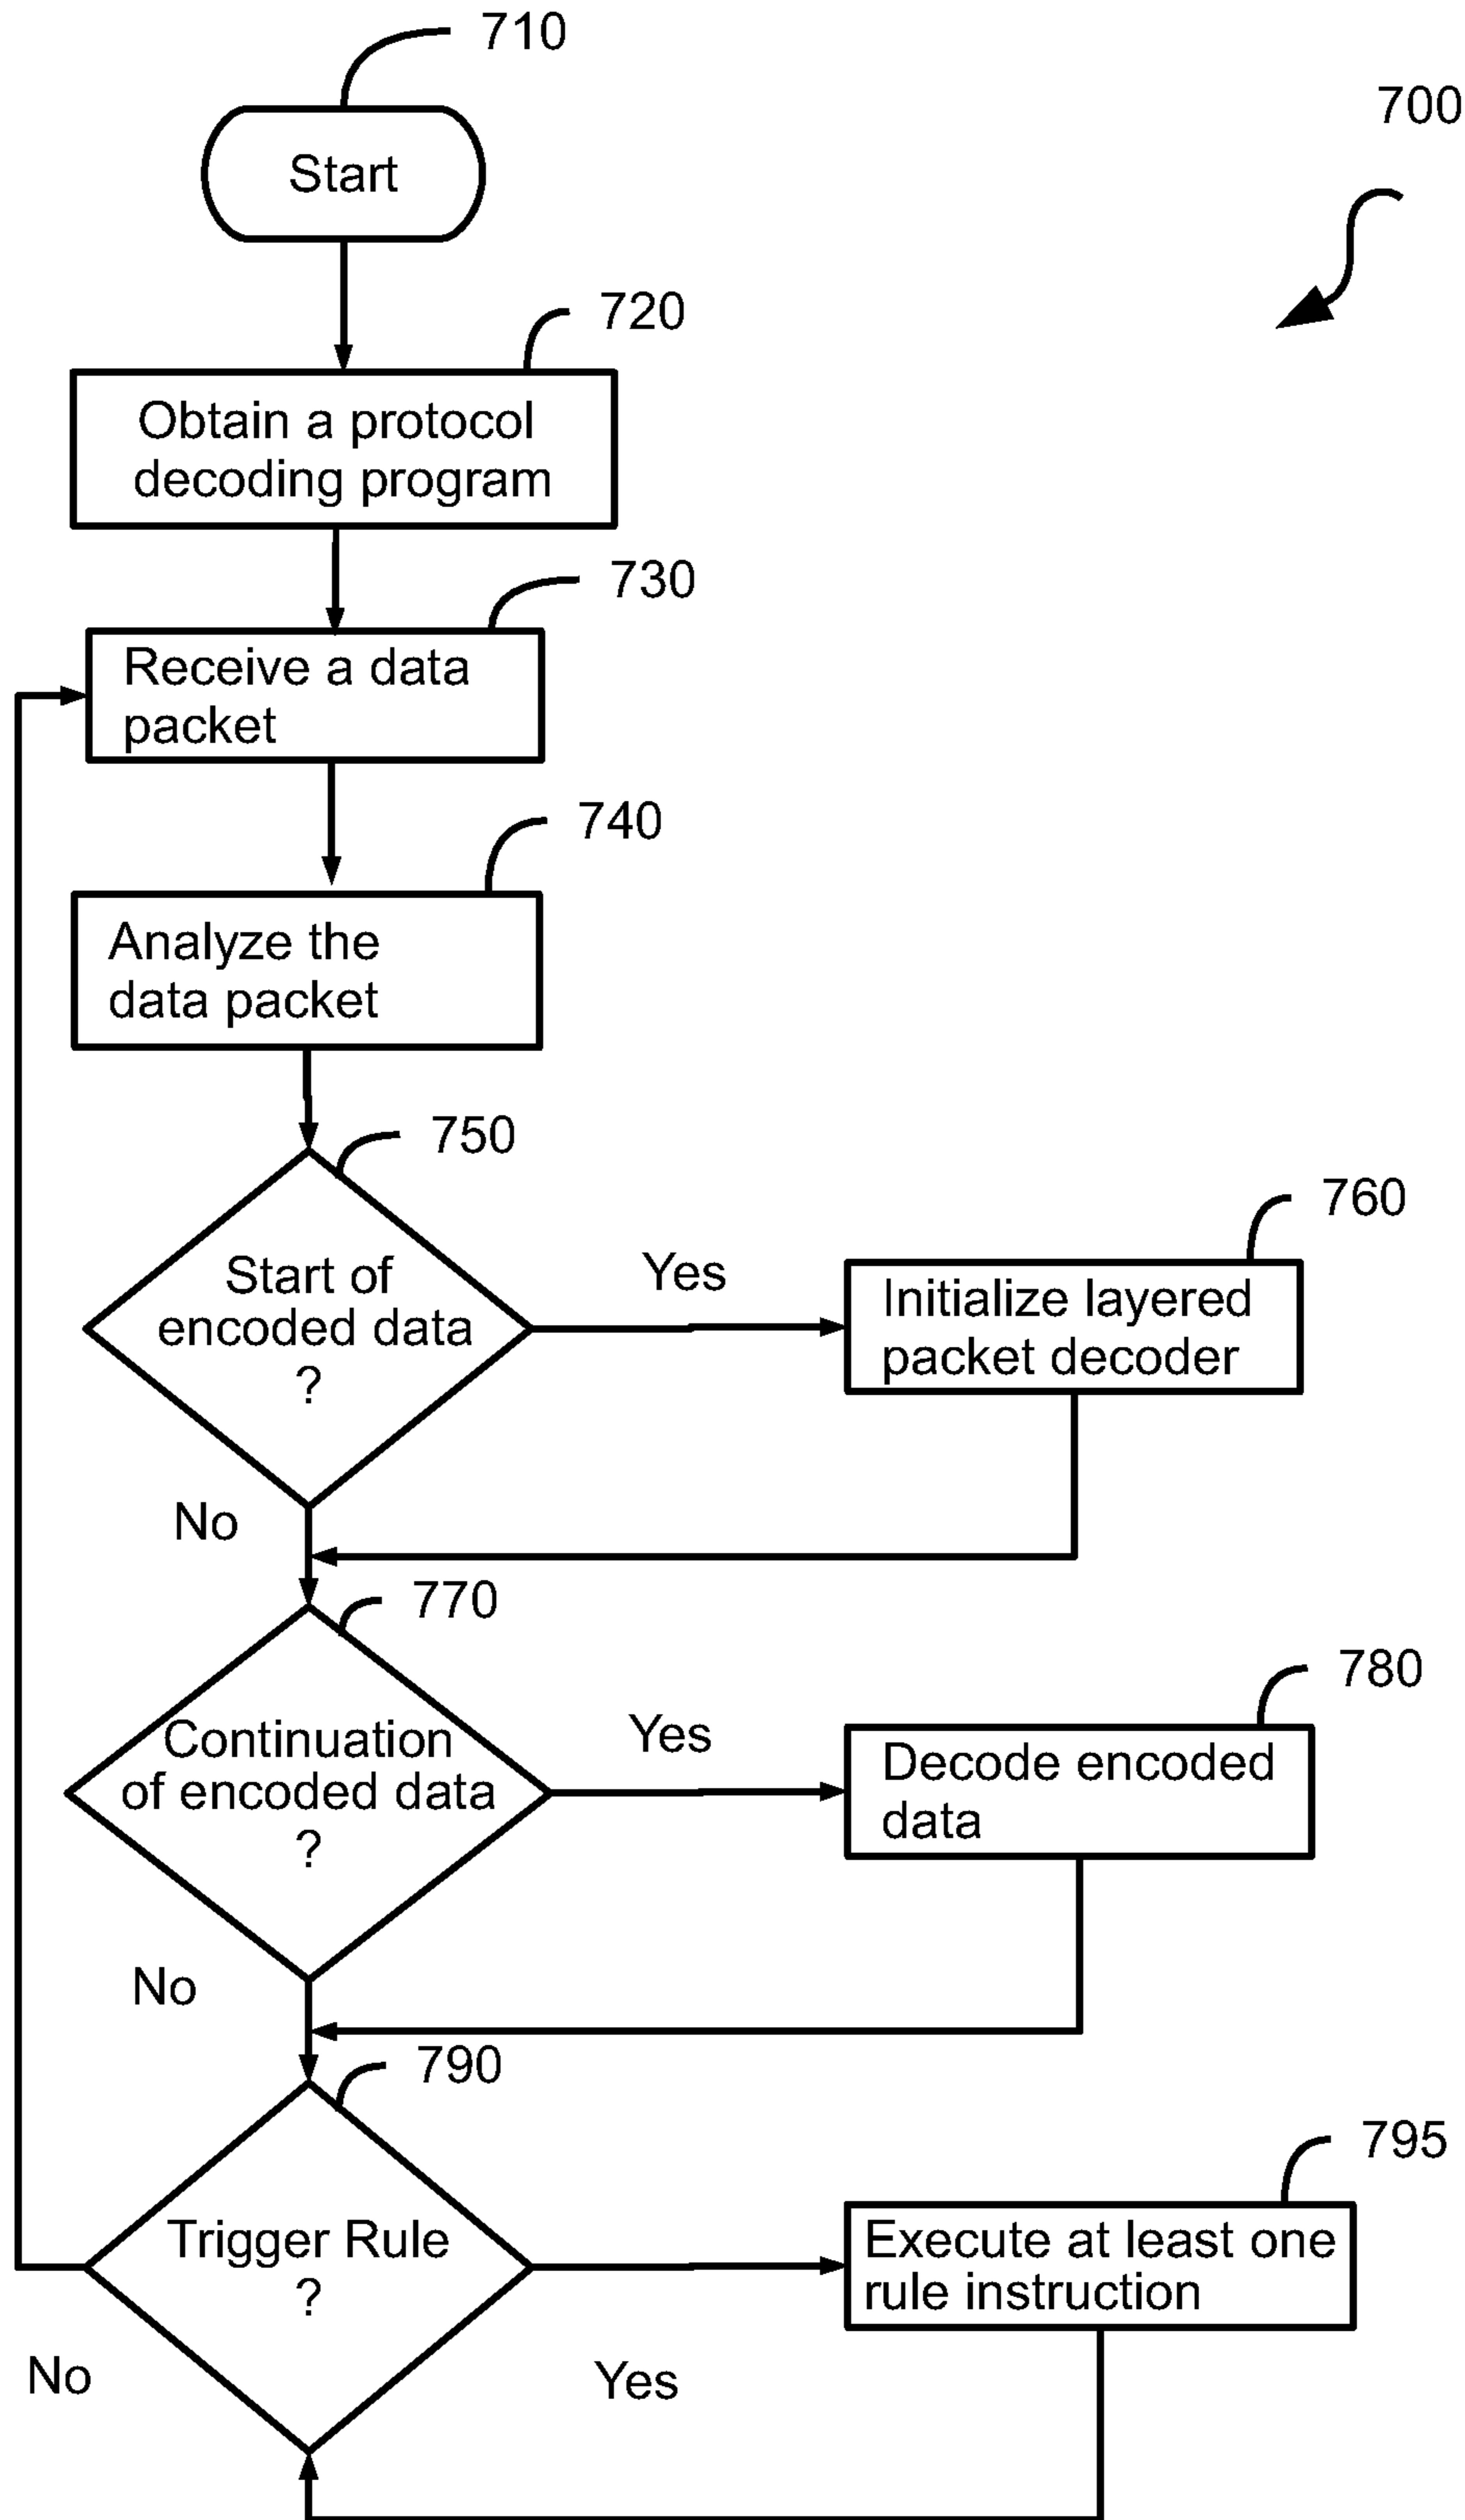 710
700
Start
720
Obtain a protocol
decoding program
730
Receive a data
packet
740
Analyze the
data packet
750
760
Start of
encoded data
?
Yes
Initialize layered
packet decoder
No
770
780
Continuation
of encoded data
?
Yes
Decode encoded
data
No
790
795
Trigger Rule
?
Execute at least one
rule instruction
No
Yes